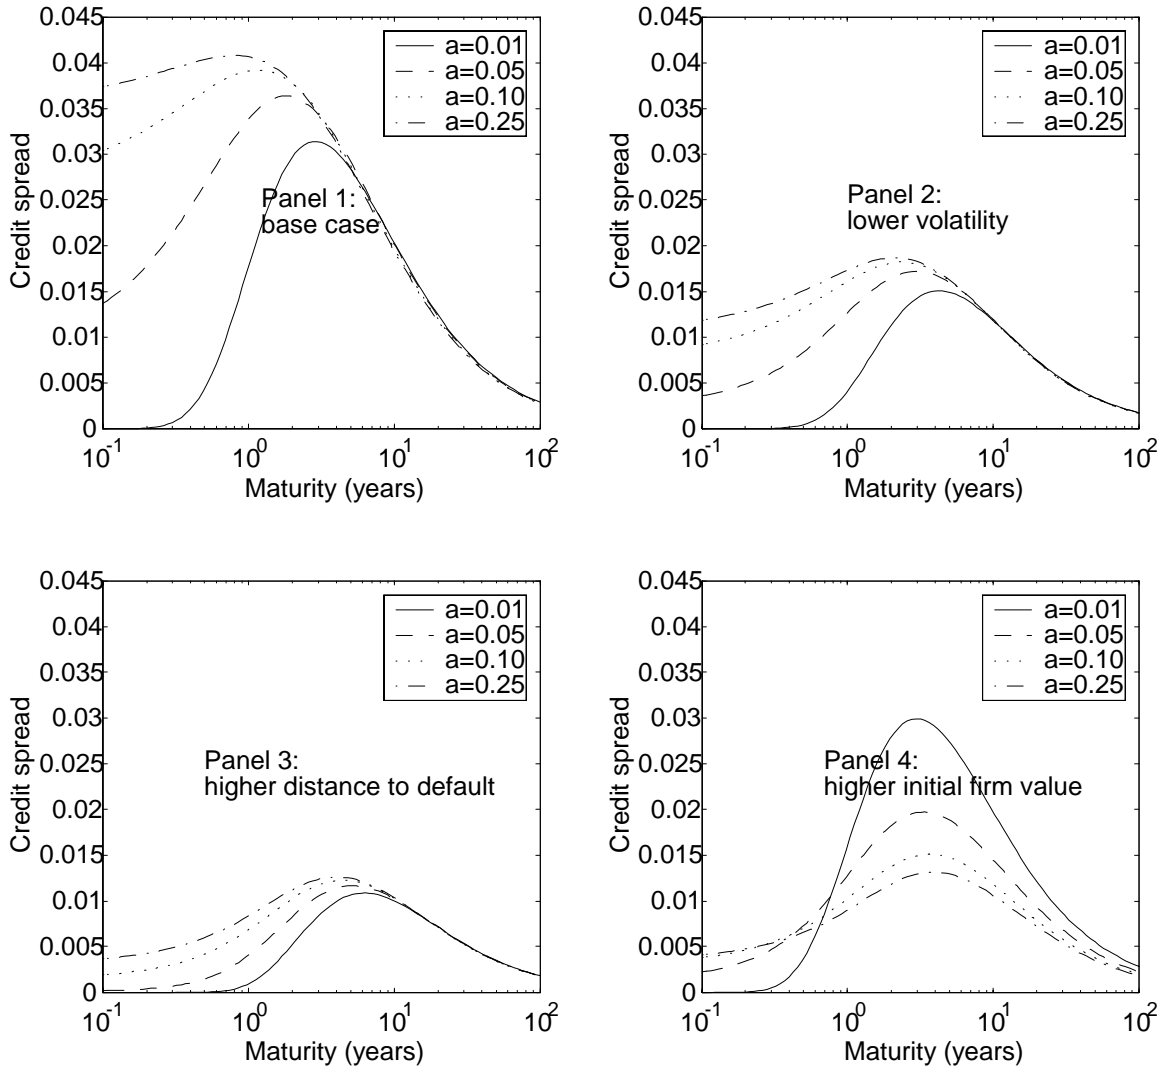 0.045
0.04
0.035
0.03
0.025
0.02
0.015
0.01
0.005
0
10^-1
10^0
10^1
10^2
Credit spread
Maturity (years)
a=0.01
a=0.05
a=0.10
a=0.25
Panel 1:
base case
0.045
0.04
0.035
0.03
0.025
0.02
0.015
0.01
0.005
0
10^-1
10^0
10^1
10^2
Credit spread
Maturity (years)
a=0.01
a=0.05
a=0.10
a=0.25
Panel 2:
lower volatility
0.045
0.04
0.035
0.03
0.025
0.02
0.015
0.01
0.005
0
10^-1
10^0
10^1
10^2
Credit spread
Maturity (years)
a=0.01
a=0.05
a=0.10
a=0.25
Panel 3:
higher distance to default
0.045
0.04
0.035
0.03
0.025
0.02
0.015
0.01
0.005
0
10^-1
10^0
10^1
10^2
Credit spread
Maturity (years)
a=0.01
a=0.05
a=0.10
a=0.25
Panel 4:
higher initial firm value